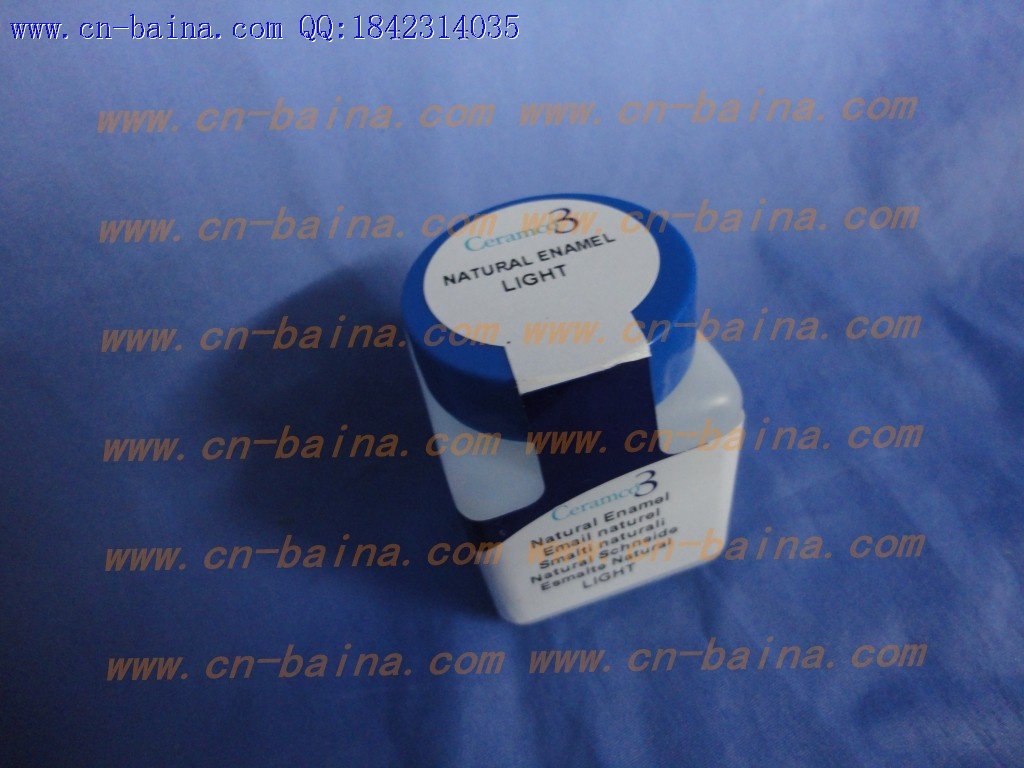 www.cn-baina.com QQ:1842314035
www.cn-baina.com www.cn-baina.com
www.cn-baina.com www.cn-baina.com
Ceramco3
NATURAL ENAMEL
LIGHT
www.cn-baina.com www.cn-baina.com
www.cn-baina.com www.cn-baina.com
Ceramco3
Natural Enamel
Email naturel
Smalti naturali
Natural Schneide
Esmalte Natural
LIGHT
www.cn-baina.com www.cn-baina.com
www.cn-baina.com www.cn-baina.com